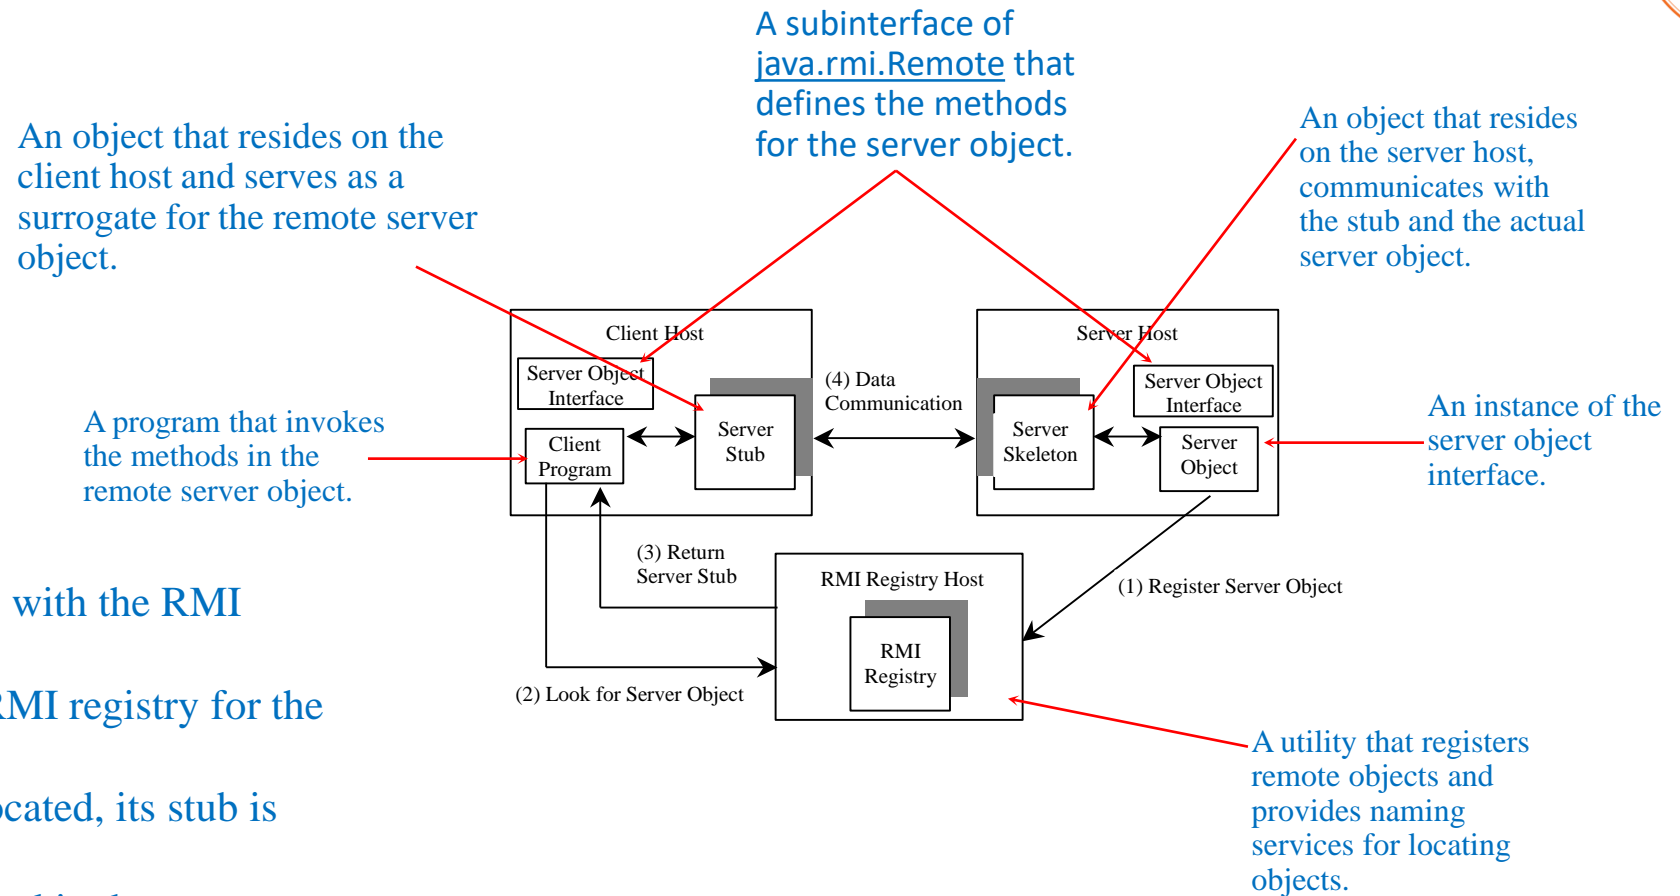 A subinterface of
java.rmi.Remote that
defines the methods
for the server object.
An object that resides on the
client host and serves as a
surrogate for the remote server
object.
An object that resides
on the server host,
communicates with
the stub and the actual
server object.
Client Host
Server Object
Interface
Client
Program
Server
Stub
(4) Data
Communication
Server Host
Server Object
Interface
Server
Skeleton
Server
Object
A program that invokes
the methods in the
remote server object.
An instance of the
server object
interface.
(3) Return
Server Stub
RMI Registry Host
RMI
Registry
(1) Register Server Object
(2) Look for Server Object
with the RMI
RMI registry for the
located, its stub is
A utility that registers
remote objects and
provides naming
services for locating
objects.